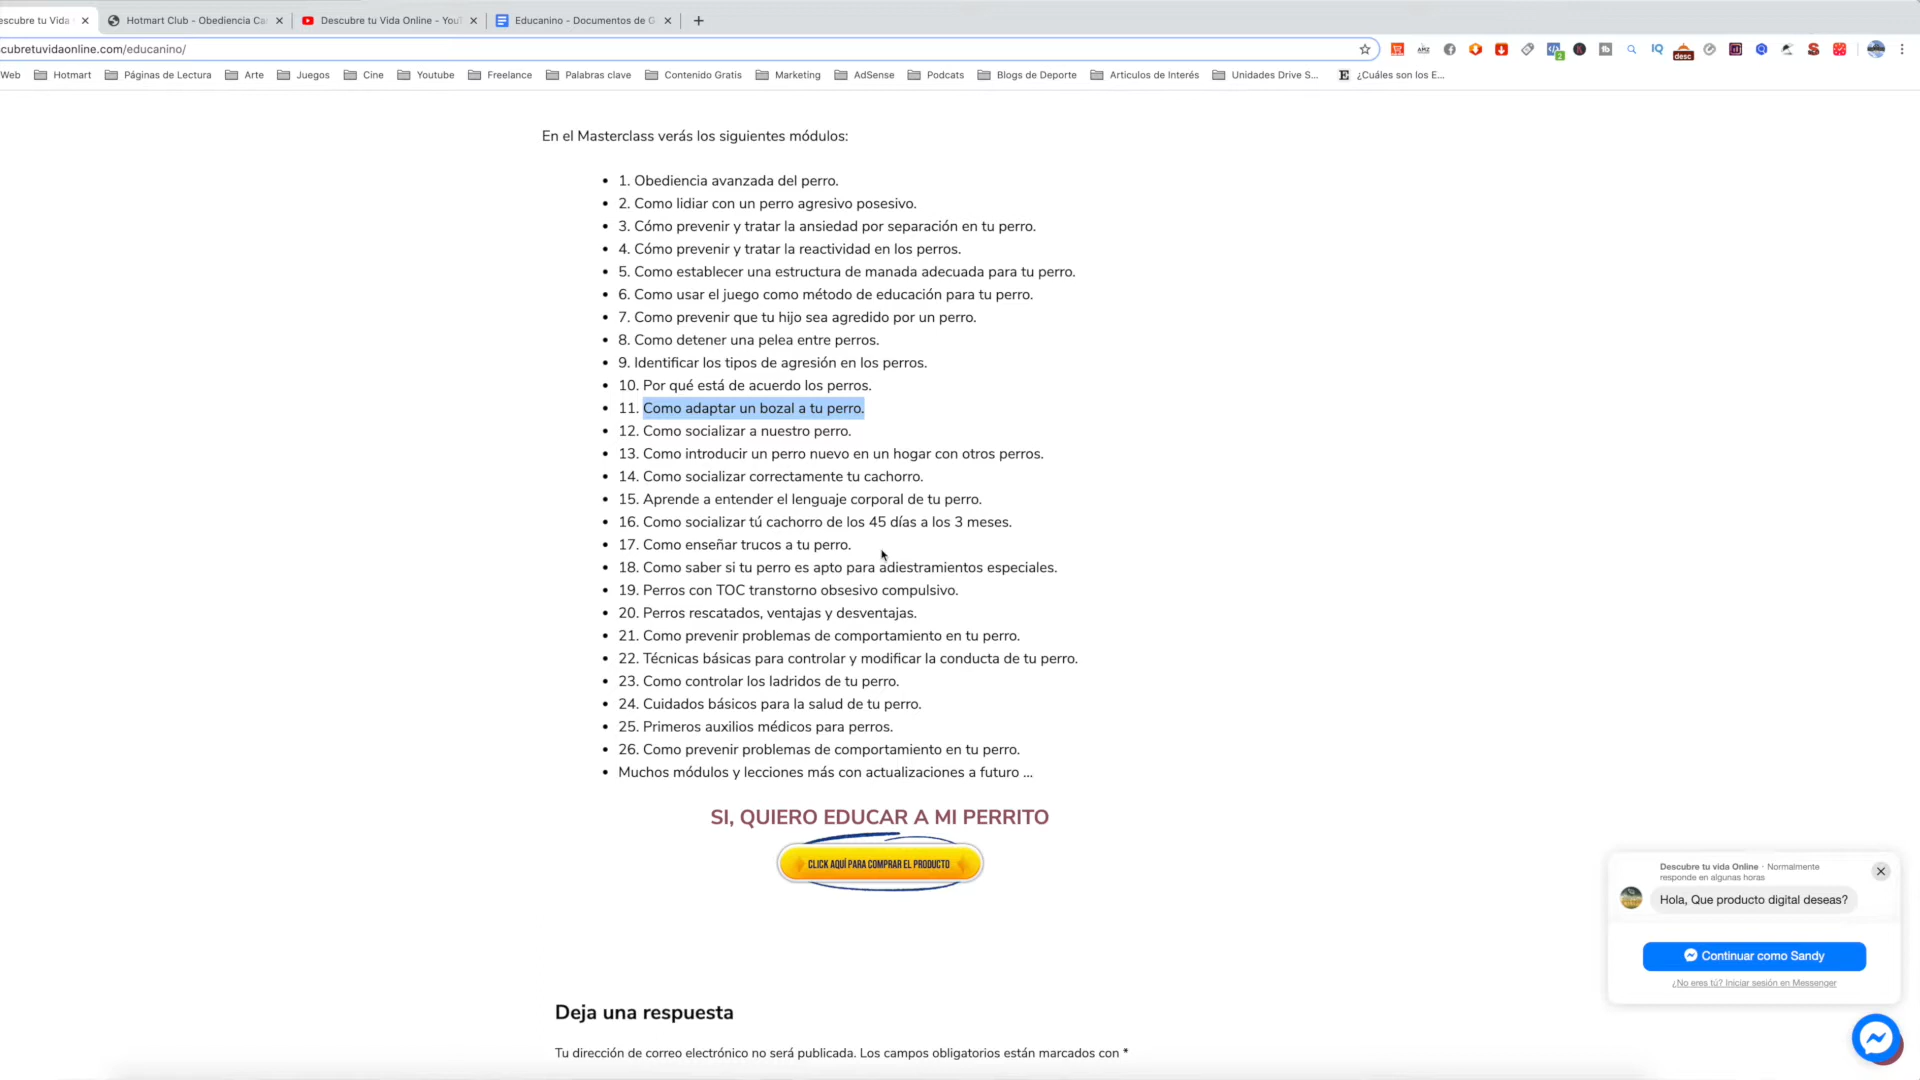 escubre tu Vida
Hotmart Club - Obediencia Ca
Descubre tu Vida Online - You
Educanino - Documentos de G
cubretuvidaonline.com/educanino/
Web
Hotmart
Páginas de Lectura
Arte
Juegos
Cine
Youtube
Freelance
Palabras clave
Contenido Gratis
Marketing
AdSense
Podcats
Blogs de Deporte
Articulos de Interés
Unidades Drive S...
¿Cuáles son los E...
En el Masterclass verás los siguientes módulos:
• 1. Obediencia avanzada del perro.
• 2. Como lidiar con un perro agresivo posesivo.
• 3. Cómo prevenir y tratar la ansiedad por separación en tu perro.
• 4. Cómo prevenir y tratar la reactividad en los perros.
• 5. Como establecer una estructura de manada adecuada para tu perro.
• 6. Como usar el juego como método de educación para tu perro.
• 7. Como prevenir que tu hijo sea agredido por un perro.
• 8. Como detener una pelea entre perros.
• 9. Identificar los tipos de agresión en los perros.
• 10. Por qué está de acuerdo los perros.
• 11. Como adaptar un bozal a tu perro.
• 12. Como socializar a nuestro perro.
• 13. Como introducir un perro nuevo en un hogar con otros perros.
• 14. Como socializar correctamente tu cachorro.
• 15. Aprende a entender el lenguaje corporal de tu perro.
• 16. Como socializar tú cachorro de los 45 días a los 3 meses.
• 17. Como enseñar trucos a tu perro.
• 18. Como saber si tu perro es apto para adiestramientos especiales.
• 19. Perros con TOC transtorno obsesivo compulsivo.
• 20. Perros rescatados, ventajas y desventajas.
• 21. Como prevenir problemas de comportamiento en tu perro.
• 22. Técnicas básicas para controlar y modificar la conducta de tu perro.
• 23. Como controlar los ladridos de tu perro.
• 24. Cuidados básicos para la salud de tu perro.
• 25. Primeros auxilios médicos para perros.
• 26. Como prevenir problemas de comportamiento en tu perro.
• Muchos módulos y lecciones más con actualizaciones a futuro ...
SI, QUIERO EDUCAR A MI PERRITO
CLICK AQUÍ PARA COMPRAR EL PRODUCTO
Descubre tu vida Online · Normalmente
responde en algunas horas
Hola, Que producto digital deseas?
Continuar como Sandy
¿No eres tú? Iniciar sesión en Messenger
Deja una respuesta
Tu dirección de correo electrónico no será publicada. Los campos obligatorios están marcados con *